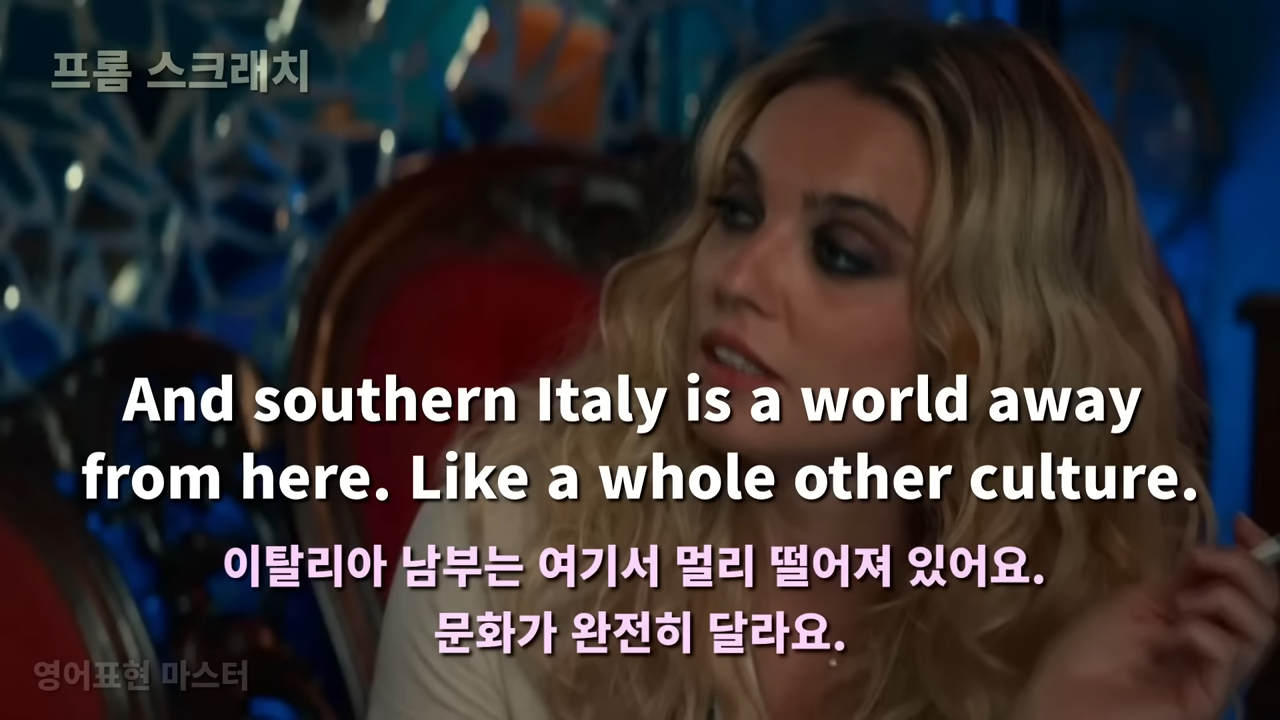 프롬 스크래치
And southern Italy is a world away
from here. Like a whole other culture.
이탈리아 남부는 여기서 멀리 떨어져 있어요.
문화가 완전히 달라요.
영어표현 마스터